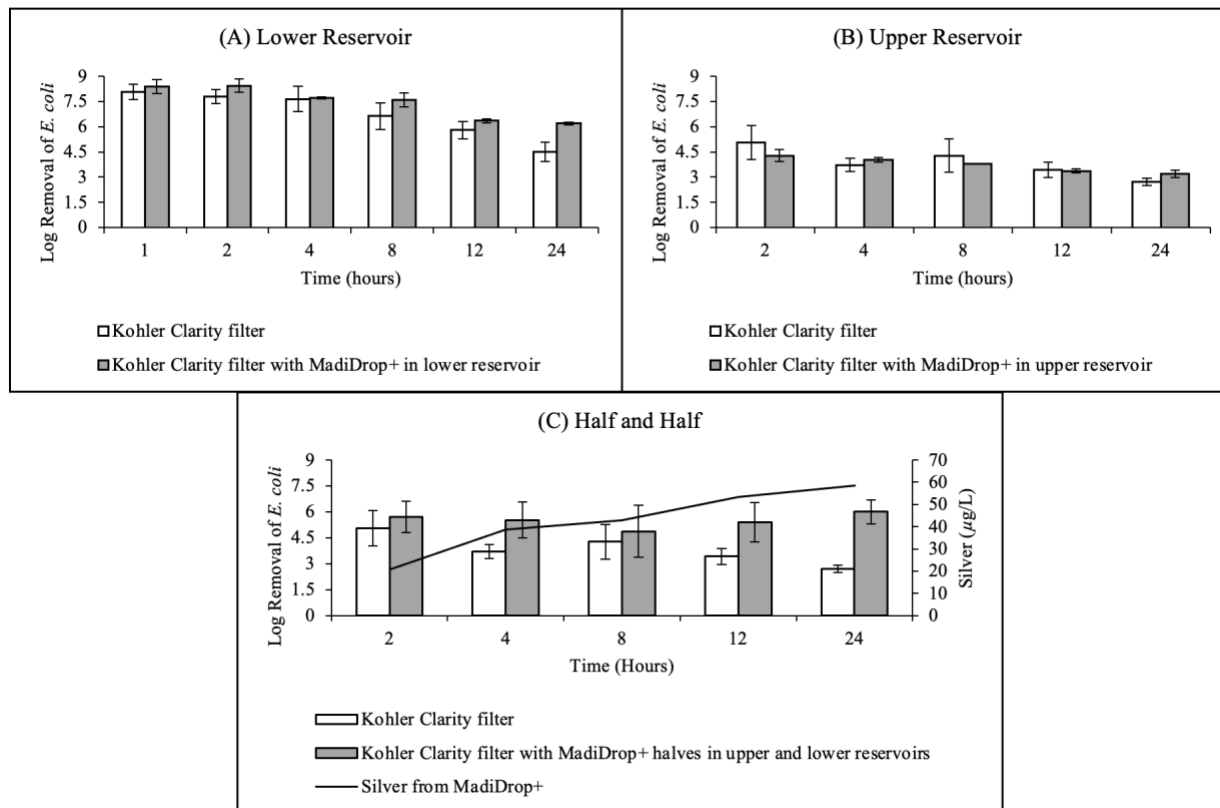 (A) Lower Reservoir
Log Removal of E. coli
9
7.5
6
4.5
3
1.5
0
1 2 4 8 12 24
Time (hours)
Kohler Clarity filter
Kohler Clarity filter with MadiDrop+ in lower reservoir
(B) Upper Reservoir
Log Removal of E. coli
9
7.5
6
4.5
3
1.5
0
2 4 8 12 24
Time (hours)
Kohler Clarity filter
Kohler Clarity filter with MadiDrop+ in upper reservoir
(C) Half and Half
Log Removal of E. coli
9
7.5
6
4.5
3
1.5
0
70
60
50
40
30
20
10
0
Silver (µg/L)
2 4 8 12 24
Time (Hours)
Kohler Clarity filter
Kohler Clarity filter with MadiDrop+ halves in upper and lower reservoirs
Silver from MadiDrop+